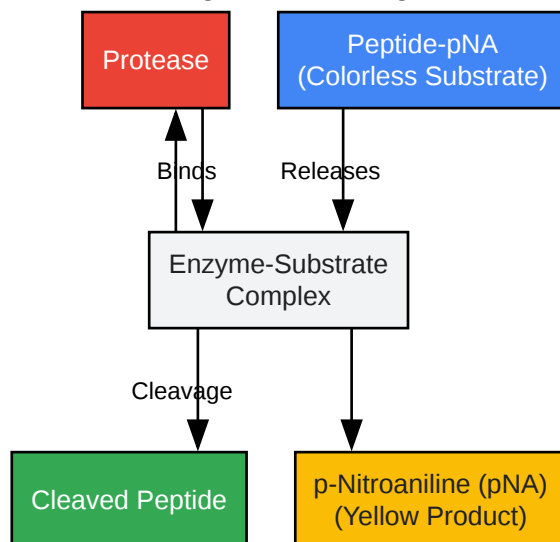 Protease
Peptide-pNA
(Colorless Substrate)
Binds
Releases
Enzyme-Substrate
Complex
Cleavage
Cleaved Peptide
p-Nitroaniline (pNA)
(Yellow Product)